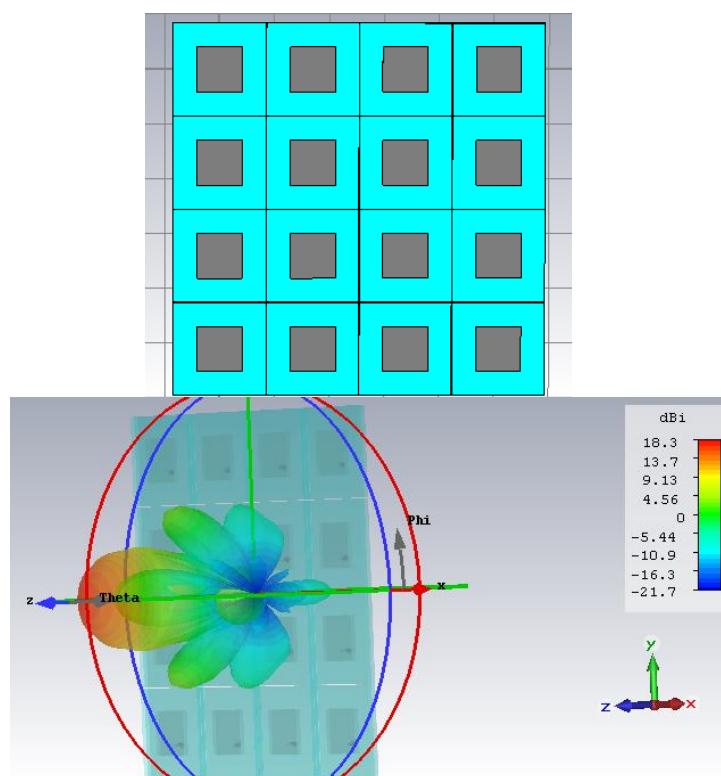 dBi
18.3
13.7
9.13
4.56
0
-5.44
-10.9
-16.3
-21.7
Phi
z
Theta
x
y
z
x